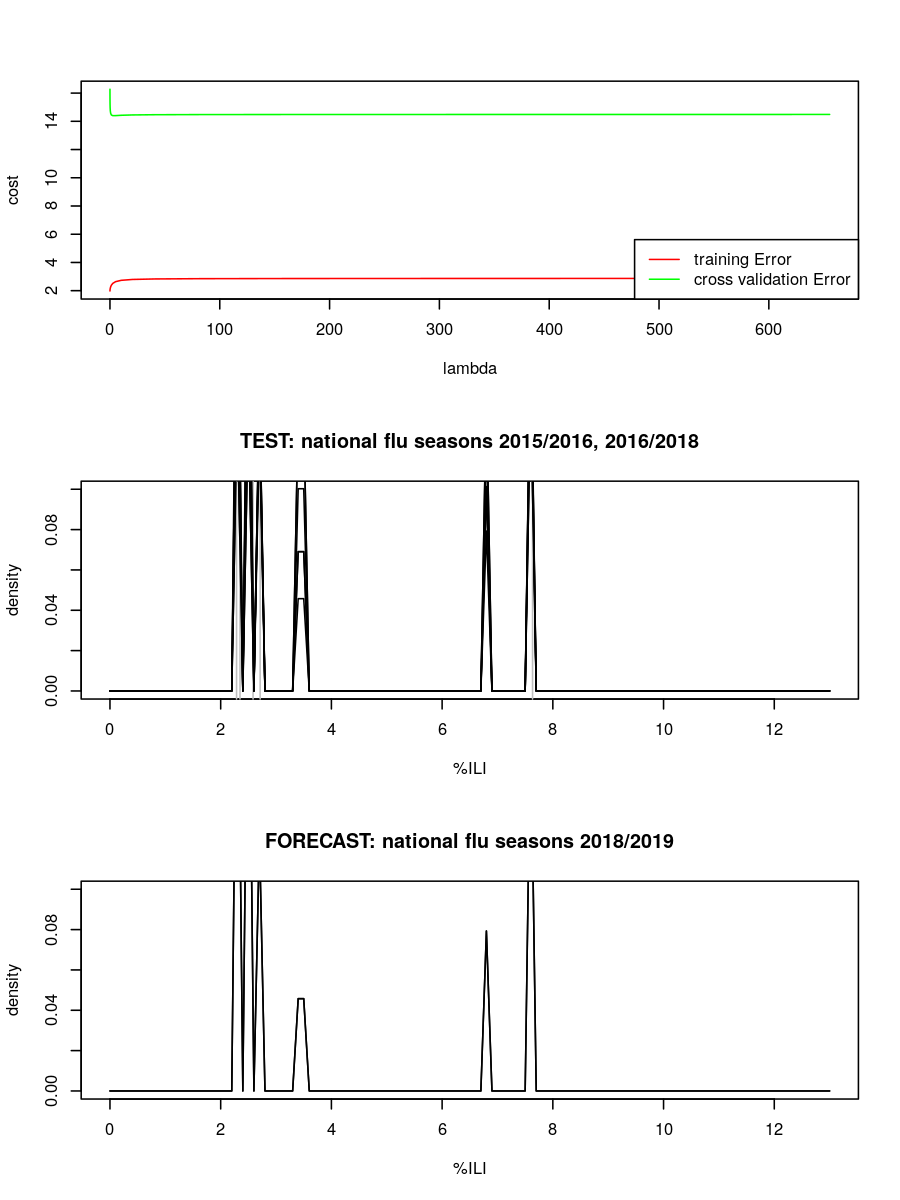 cost
14
10
8
6
4
2
training Error
cross validation Error
0 100 200 300 400 500 600
lambda
TEST: national flu seasons 2015/2016, 2016/2018
density
0.08
0.04
0.00
0 2 4 6 8 10 12
%ILI
FORECAST: national flu seasons 2018/2019
density
0.08
0.04
0.00
0 2 4 6 8 10 12
%ILI